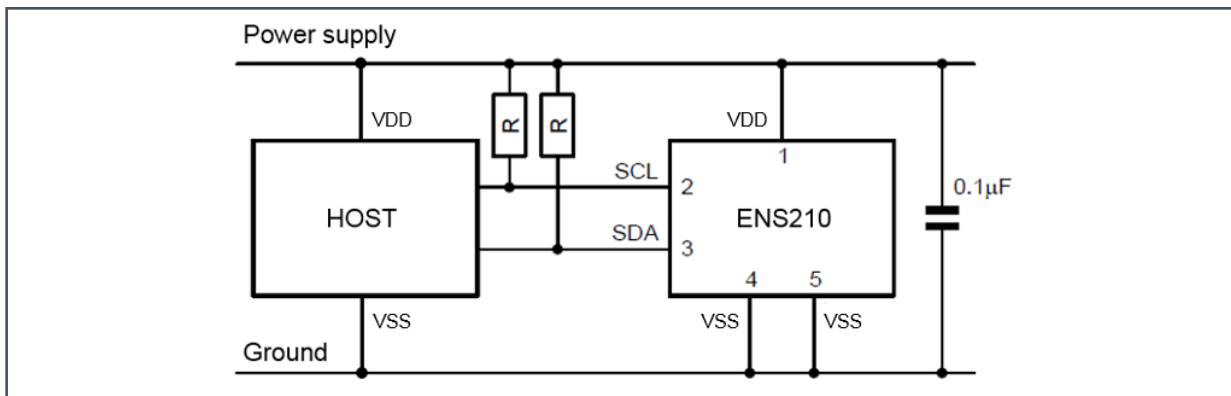 Power supply
VDD
R
R
VDD
1
SCL
2
0.1μF
HOST
ENS210
SDA
3
4
5
VSS
VSS
VSS
Ground